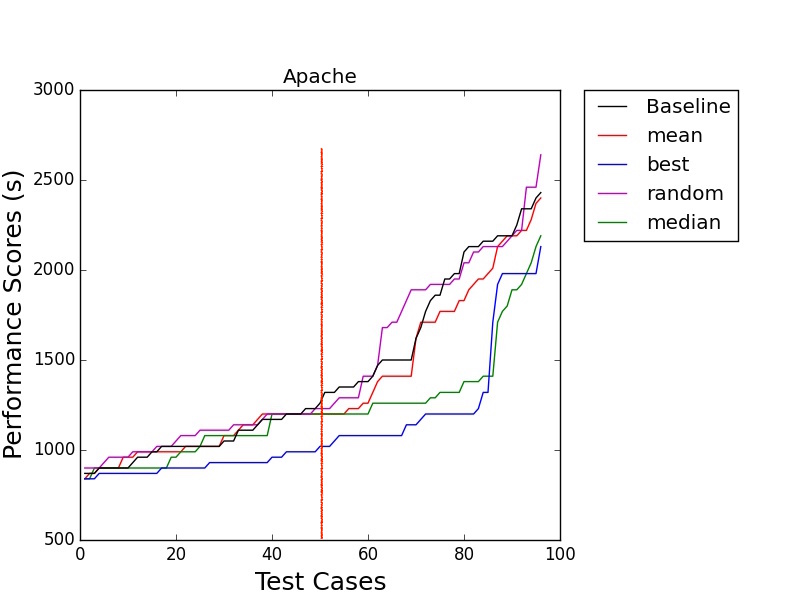 Apache
3000
2500
2000
1500
1000
500
Performance Scores (s)
0 20 40 60 80 100
Test Cases
Baseline
mean
best
random
median